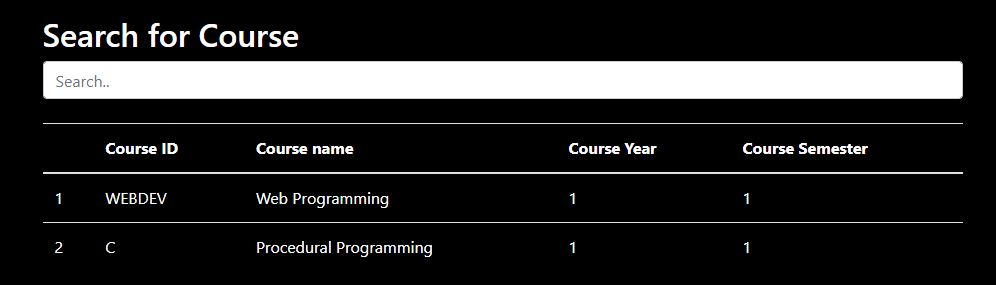 Search for Course
Search..
Course ID Course name Course Year Course Semester
1 WEBDEV Web Programming 1 1
2 C Procedural Programming 1 1